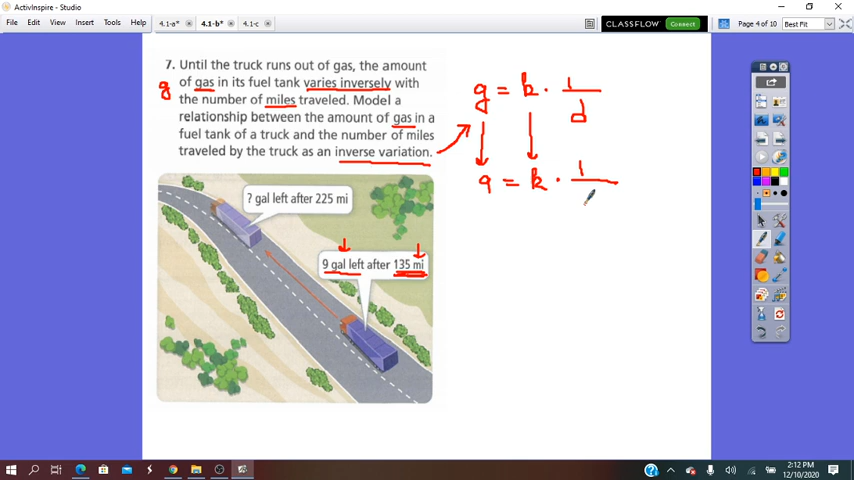 ActivInspire - Studio
File Edit View Insert Tools Help
4.1-a* 4.1-b* 4.1-c
CLASSFLOW Connect
Page 4 of 10 Best Fit
7. Until the truck runs out of gas, the amount
of gas in its fuel tank varies inversely with
the number of miles traveled. Model a
relationship between the amount of gas in a
fuel tank of a truck and the number of miles
traveled by the truck as an inverse variation.
g
g = k · 1/d
9 = k · 1/
? gal left after 225 mi
9 gal left after 135 mi
2:12 PM
12/10/2020